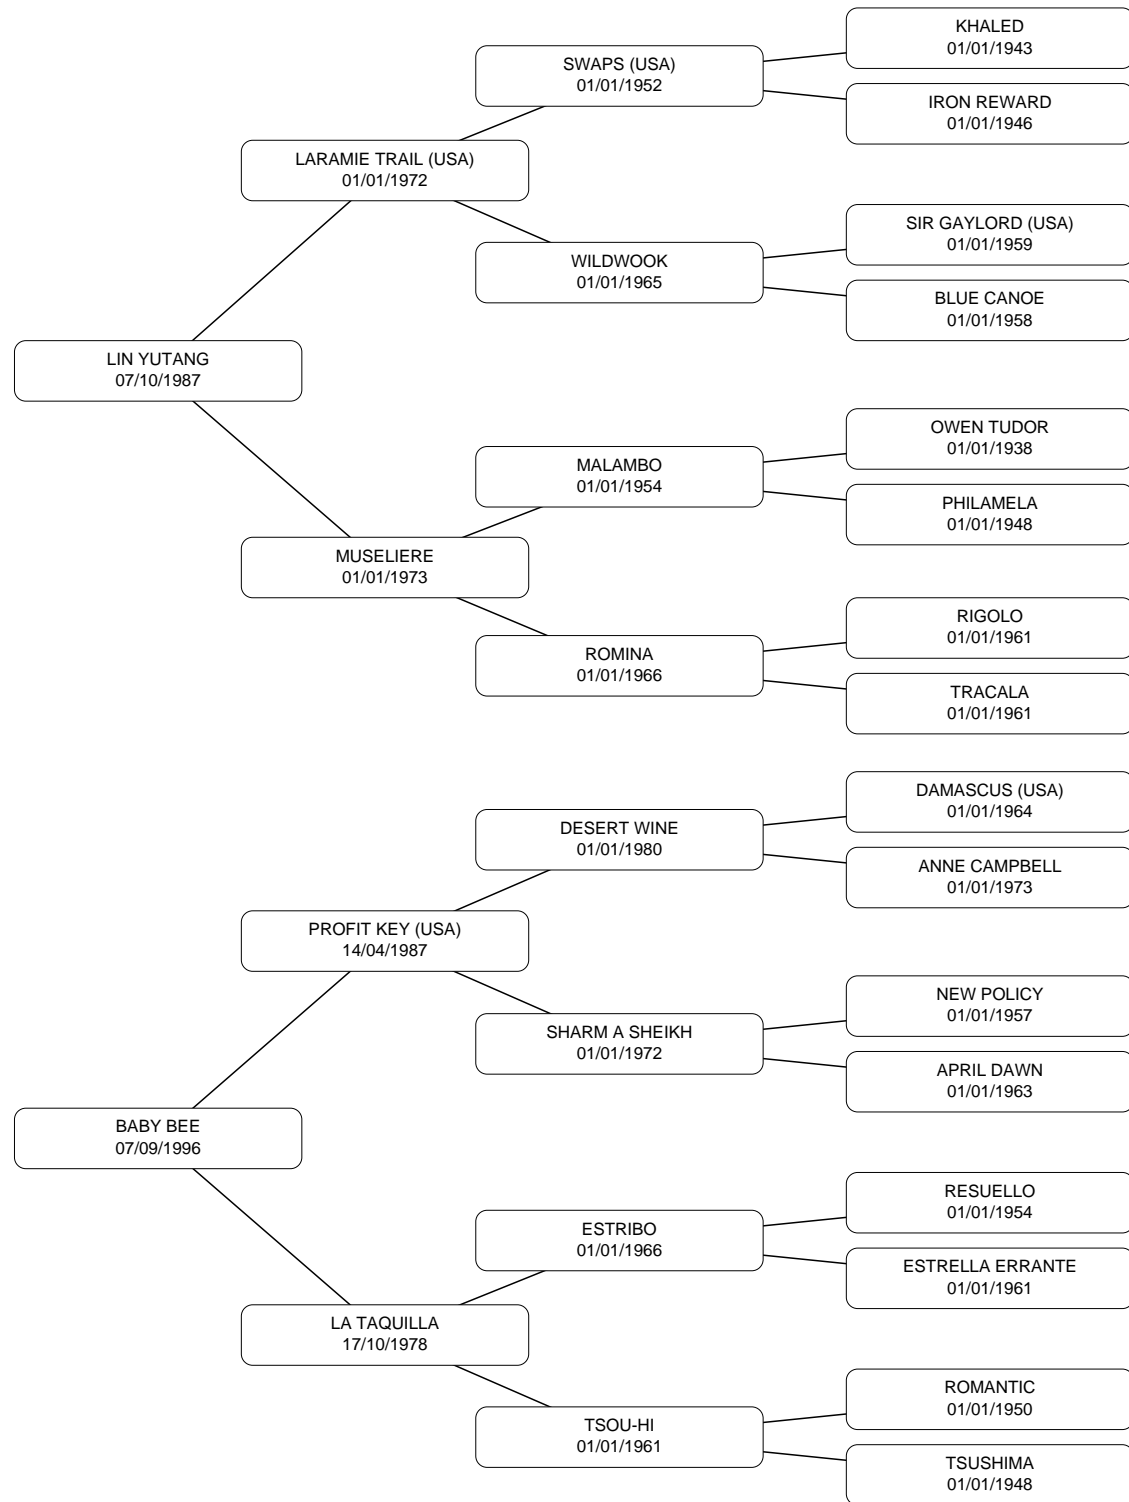 KHALED
01/01/1943
SWAPS (USA)
01/01/1952
IRON REWARD
01/01/1946
LARAMIE TRAIL (USA)
01/01/1972
SIR GAYLORD (USA)
01/01/1959
WILDWOOK
01/01/1965
BLUE CANOE
01/01/1958
LIN YUTANG
07/10/1987
OWEN TUDOR
01/01/1938
MALAMBO
01/01/1954
PHILAMELA
01/01/1948
MUSELIERE
01/01/1973
RIGOLO
01/01/1961
ROMINA
01/01/1966
TRACALA
01/01/1961
DAMASCUS (USA)
01/01/1964
DESERT WINE
01/01/1980
ANNE CAMPBELL
01/01/1973
PROFIT KEY (USA)
14/04/1987
NEW POLICY
01/01/1957
SHARM A SHEIKH
01/01/1972
APRIL DAWN
01/01/1963
BABY BEE
07/09/1996
RESUELLO
01/01/1954
ESTRIBO
01/01/1966
ESTRELLA ERRANTE
01/01/1961
LA TAQUILLA
17/10/1978
ROMANTIC
01/01/1950
TSOU-HI
01/01/1961
TSUSHIMA
01/01/1948